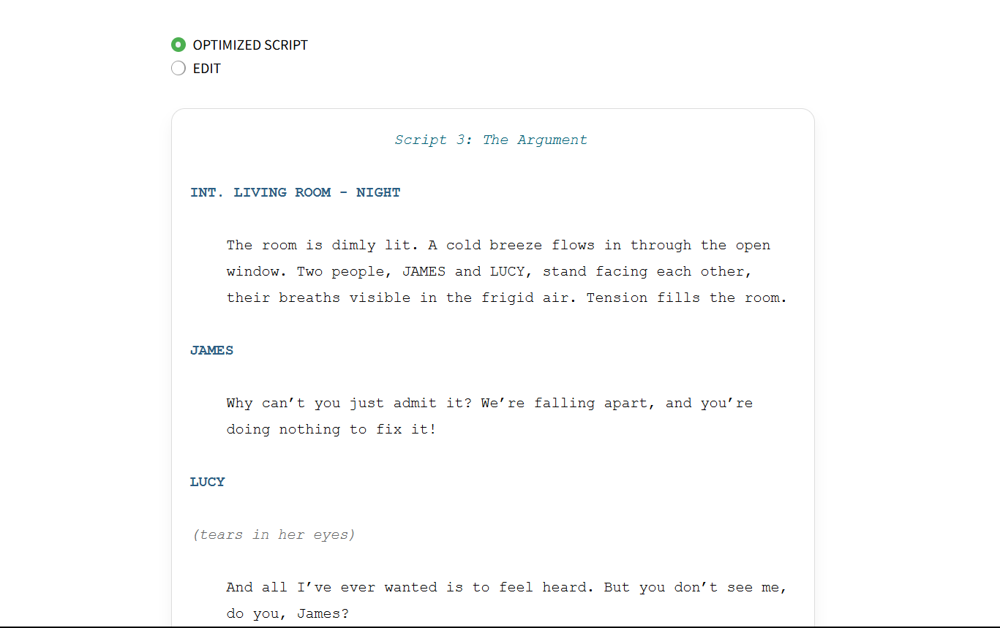 OPTIMIZED SCRIPT
EDIT
Script 3: The Argument
INT. LIVING ROOM – NIGHT
The room is dimly lit. A cold breeze flows in through the open
window. Two people, JAMES and LUCY, stand facing each other,
their breaths visible in the frigid air. Tension fills the room.
JAMES
Why can’t you just admit it? We’re falling apart, and you’re
doing nothing to fix it!
LUCY
(tears in her eyes)
And all I’ve ever wanted is to feel heard. But you don’t see me,
do you, James?